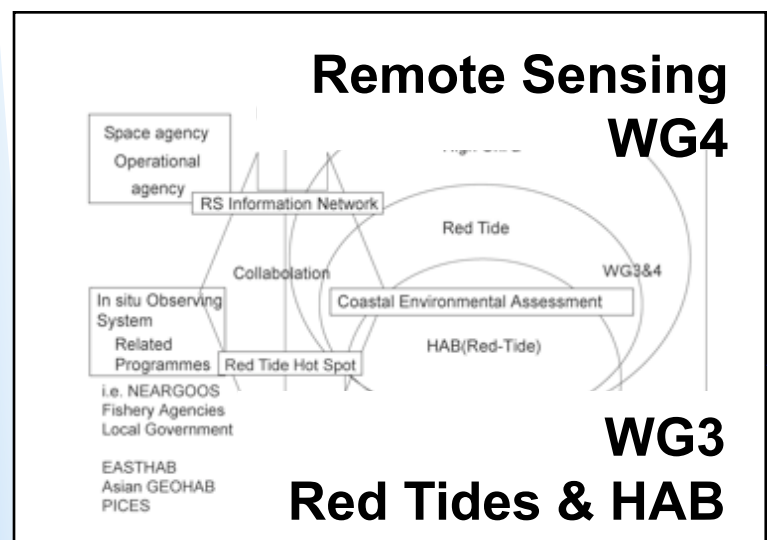 Remote Sensing
WG4
Space agency
Operational
agency
RS Information Network
Red Tide
Collabolation
WG3&4
In situ Observing
System
Related
Programmes
Coastal Environmental Assessment
HAB(Red-Tide)
Red Tide Hot Spot
i.e. NEARGOOS
Fishery Agencies
Local Government
EASTHAB
Asian GEOHAB
PICES
WG3
Red Tides & HAB